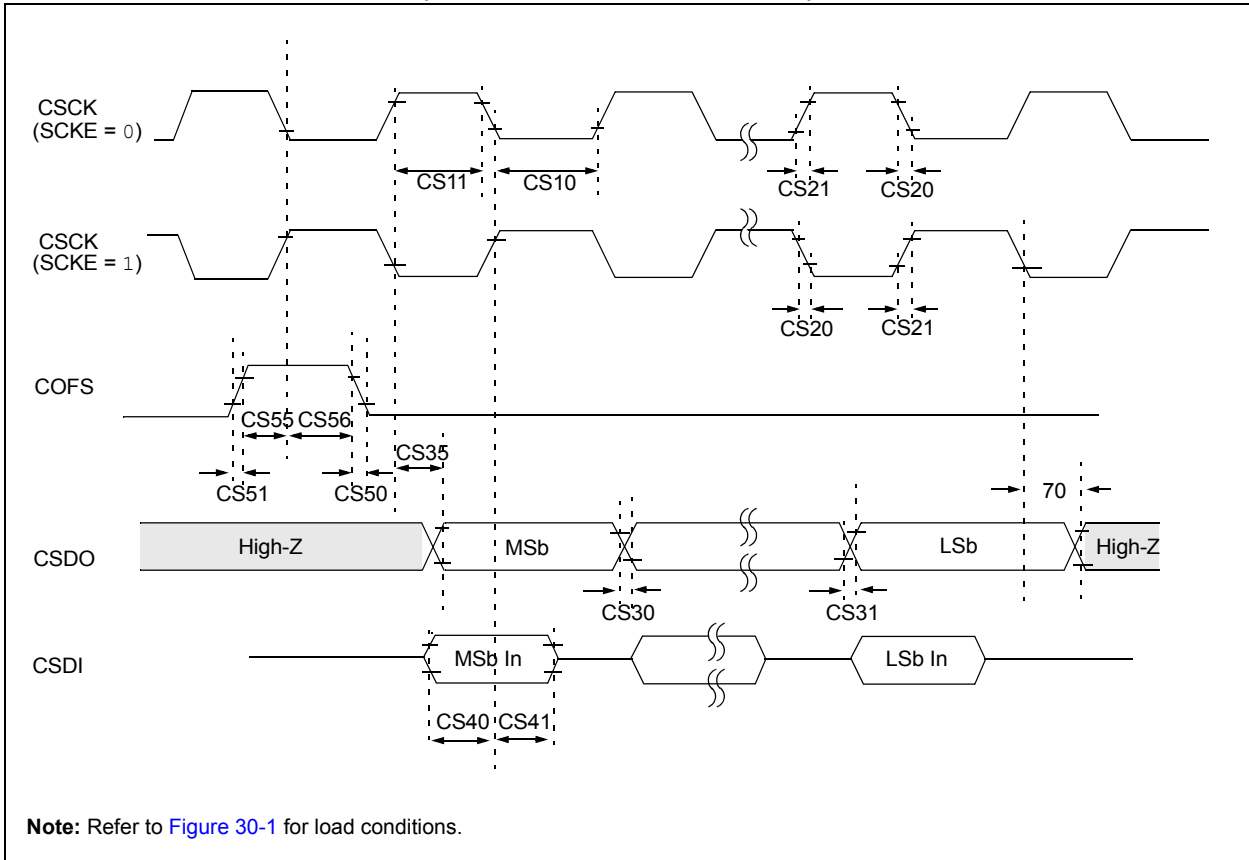 CSCK
(SCKE = 0)
CS11
CS10
CS21
CS20
CSCK
(SCKE = 1)
CS20
CS21
COFS
CS55
CS56
CS35
CS51
CS50
70
CSDO
High-Z
MSb
LSb
High-Z
CS30
CS31
CSDI
MSb In
LSb In
CS40
CS41
Note: Refer to Figure 30-1 for load conditions.